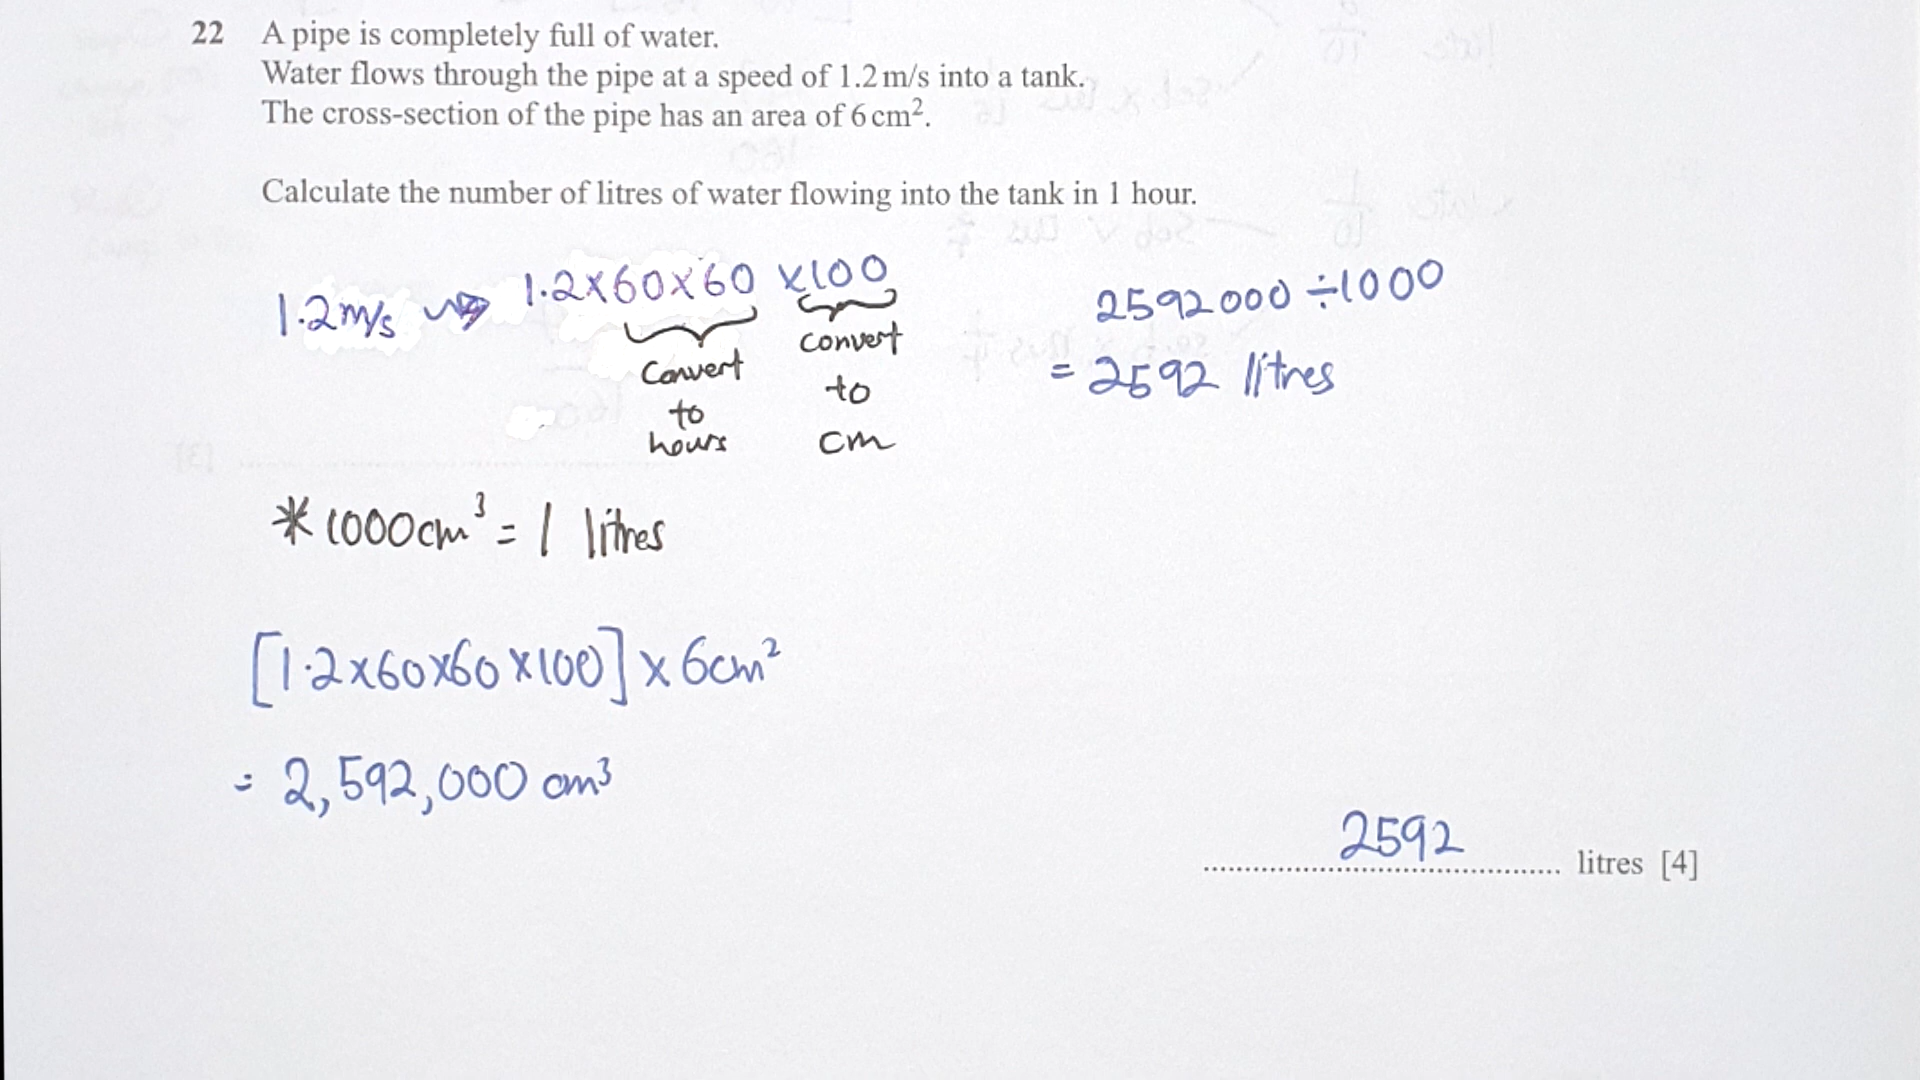 22 A pipe is completely full of water.
Water flows through the pipe at a speed of 1.2 m/s into a tank.
The cross-section of the pipe has an area of 6 cm².
Calculate the number of litres of water flowing into the tank in 1 hour.
1.2m/s → 1.2×60×60 ×100
convert
to
hours
convert
to
cm
2592000 ÷1000
= 2592 litres
* 1000cm³ = 1 litres
[1.2×60×60×100] × 6cm²
= 2,592,000 cm³
2592
litres [4]